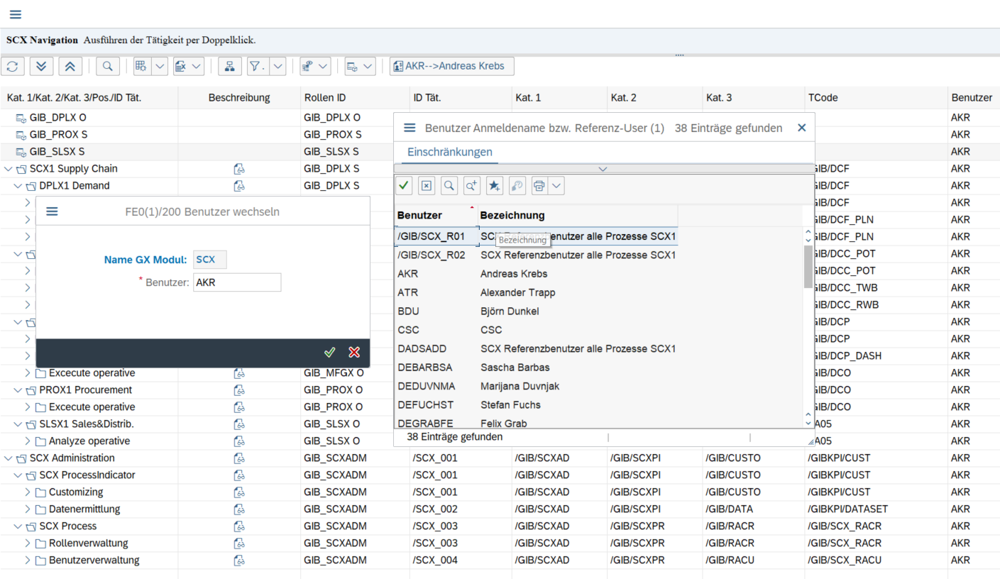 SCX Navigation Ausführen der Tätigkeit per Doppelklick.
AKR-->Andreas Krebs
Kat. 1/Kat. 2/Kat. 3/Pos./ID Tät. Beschreibung Rollen ID ID Tät. Kat. 1 Kat. 2 Kat. 3 TCode Benutzer
GIB_DPLX O GIB_DPLX O AKR
GIB_PROX S GIB_PROX S AKR
GIB_SLSX S GIB_SLSX S AKR
SCX1 Supply Chain GIB_DPLX S GIB/DCF AKR
DPLX1 Demand GIB_DPLX S GIB/DCF AKR
GIB/DCF AKR
GIB/DCF_PLN AKR
GIB/DCF_PLN AKR
GIB/DCC_POT AKR
GIB/DCC_POT AKR
GIB/DCC_TWB AKR
GIB/DCC_RWB AKR
GIB/DCP AKR
GIB/DCP AKR
GIB/DCP_DASH AKR
Excecute operative GIB_MFGX O GIB/DCO AKR
PROX1 Procurement GIB_PROX O GIB/DCO AKR
Excecute operative GIB_PROX O GIB/DCO AKR
SLSX1 Sales&Distrib. GIB_SLSX O A05 AKR
Analyze operative GIB_SLSX O A05 AKR
SCX Administration GIB_SCXADM /SCX_001 /GIB/SCXAD /GIB/SCXPI /GIB/CUSTO /GIBKPI/CUST AKR
SCX ProcessIndicator GIB_SCXADM /SCX_001 /GIB/SCXAD /GIB/SCXPI /GIB/CUSTO /GIBKPI/CUST AKR
Customizing GIB_SCXADM /SCX_001 /GIB/SCXAD /GIB/SCXPI /GIB/CUSTO /GIBKPI/CUST AKR
Datenermittlung GIB_SCXADM /SCX_002 /GIB/SCXAD /GIB/SCXPI /GIB/DATA /GIBKPI/DATASET AKR
SCX Process GIB_SCXADM /SCX_003 /GIB/SCXAD /GIB/SCXPR /GIB/RACR /GIB/SCX_RACR AKR
Rollenverwaltung GIB_SCXADM /SCX_003 /GIB/SCXAD /GIB/SCXPR /GIB/RACR /GIB/SCX_RACR AKR
Benutzerverwaltung GIB_SCXADM /SCX_004 /GIB/SCXAD /GIB/SCXPR /GIB/RACU /GIB/SCX_RACU AKR
FE0(1)/200 Benutzer wechseln
Name GX Modul: SCX
* Benutzer: AKR
Benutzer Anmeldename bzw. Referenz-User (1) 38 Einträge gefunden
Einschränkungen
Benutzer Bezeichnung
/GIB/SCX_R01 SCX Referenzbenutzer alle Prozesse SCX1
Bezeichnung
/GIB/SCX_R02 SCX Referenzbenutzer alle Prozesse SCX1
AKR Andreas Krebs
ATR Alexander Trapp
BDU Björn Dunkel
CSC CSC
DADSADD SCX Referenzbenutzer alle Prozesse SCX1
DEBARBSA Sascha Barbas
DEDUVNMA Marijana Duvnjak
DEFUCHST Stefan Fuchs
DEGRABFE Felix Grab
38 Einträge gefunden